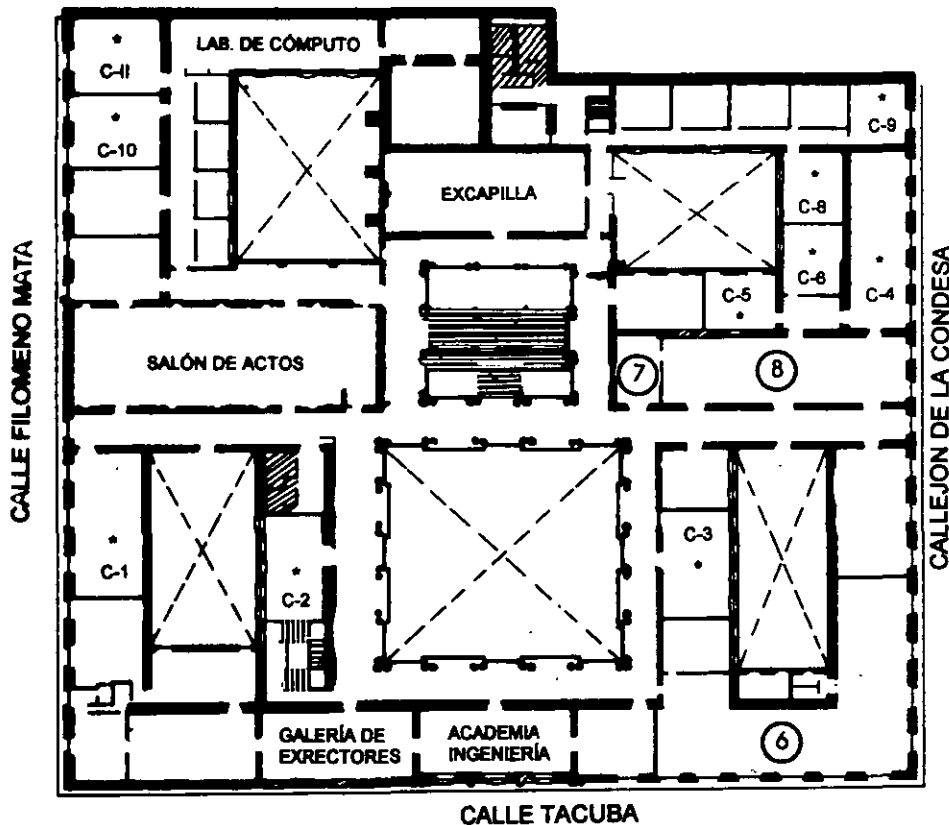 LAB. DE CÓMPUTO
C-11
C-10
C-9
EXCAPILLA
C-8
C-6
C-4
C-5
SALÓN DE ACTOS
7
8
CALLE FILOMENO MATA
CALLEJON DE LA CONDESA
C-1
C-2
C-3
GALERÍA DE
EXRECTORES
ACADEMIA
INGENIERÍA
6
CALLE TACUBA